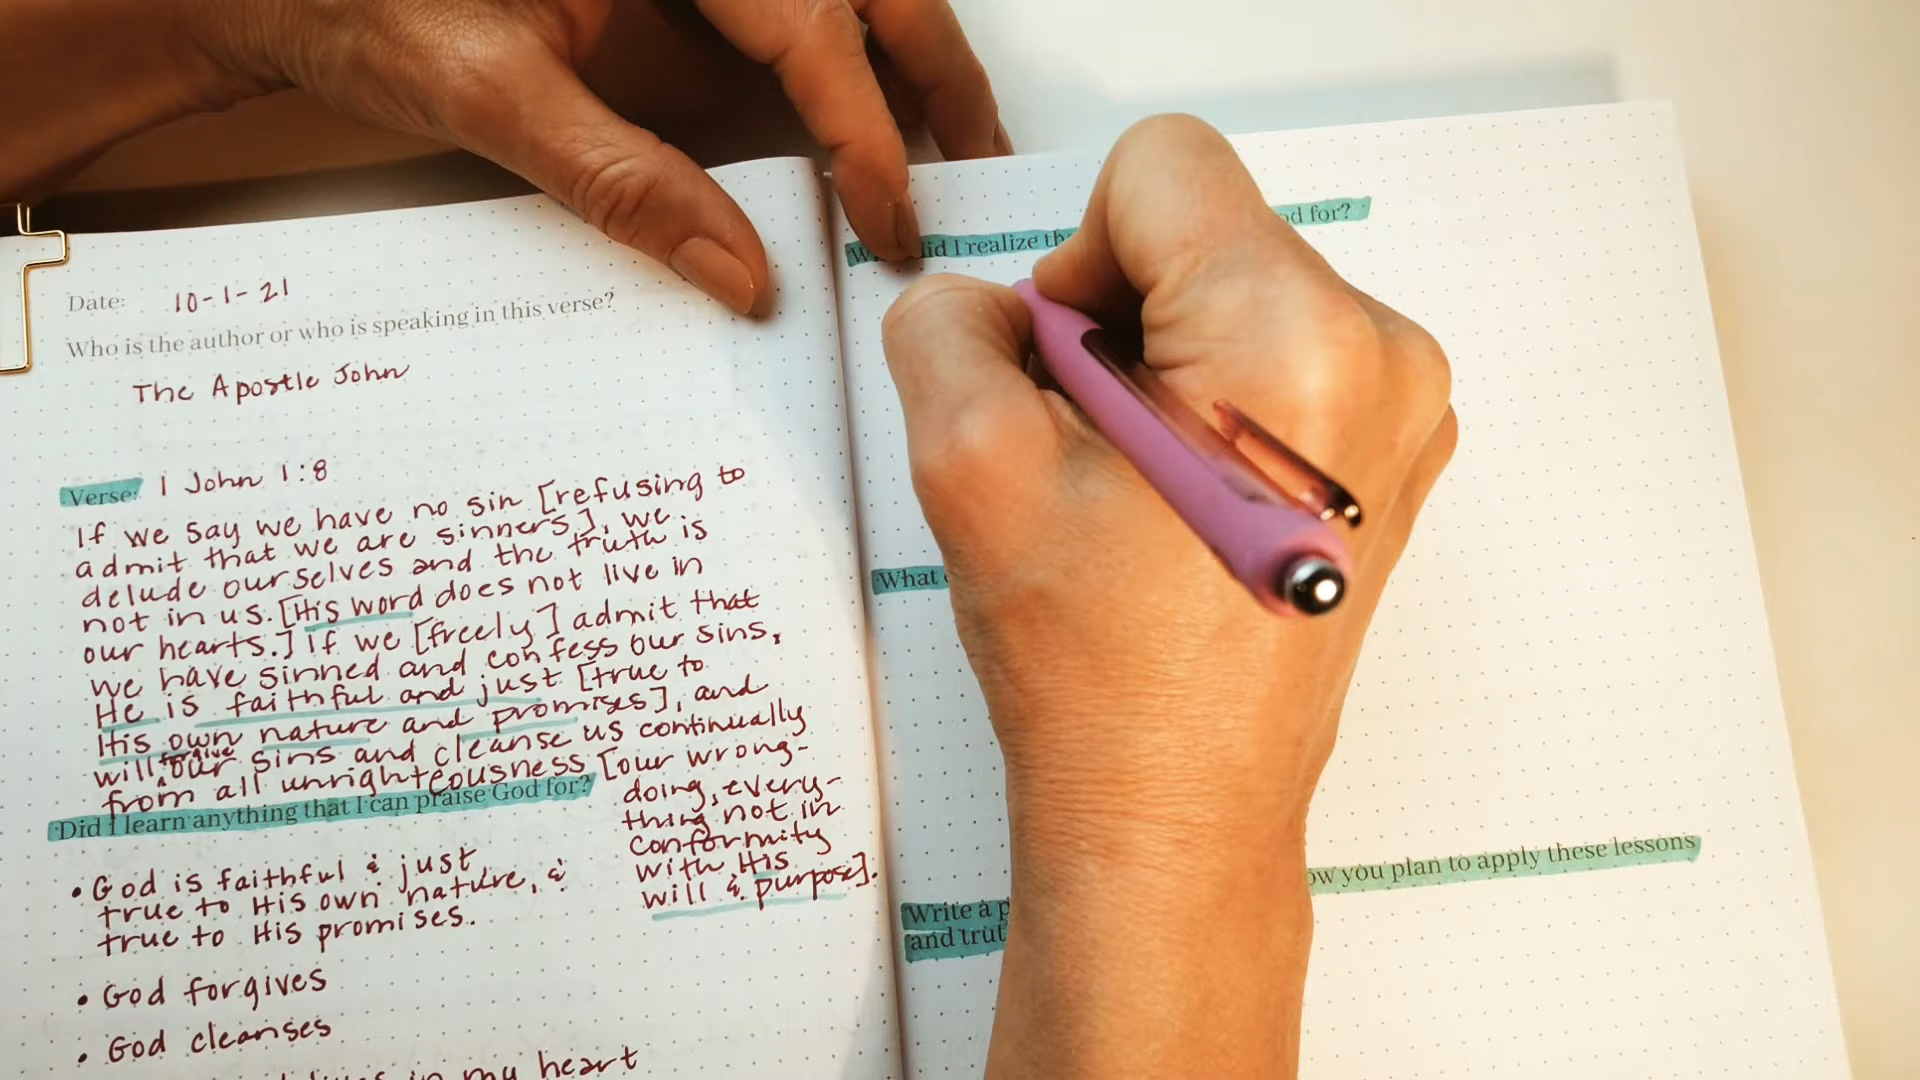 Date: 10-1-21
Who is the author or who is speaking in this verse?
The Apostle John
Verse: 1 John 1:8
If we say we have no sin [refusing to
admit that we are sinners], we
delude ourselves and the truth is
not in us. [His word does not live in
our hearts.] If we [freely] admit that
we have sinned and confess our sins,
He is faithful and just [true to
His own nature and promises], and
will forgive our sins and cleanse us continually
from all unrighteousness [our wrong-
doing, every-
thing not in
conformity
with His
will & purpose].
Did I learn anything that I can praise God for?
• God is faithful & just
true to His own nature, &
true to His promises.
• God forgives
• God cleanses
in my heart
did I realize
for?
What
Write a
and
you plan to apply these lessons